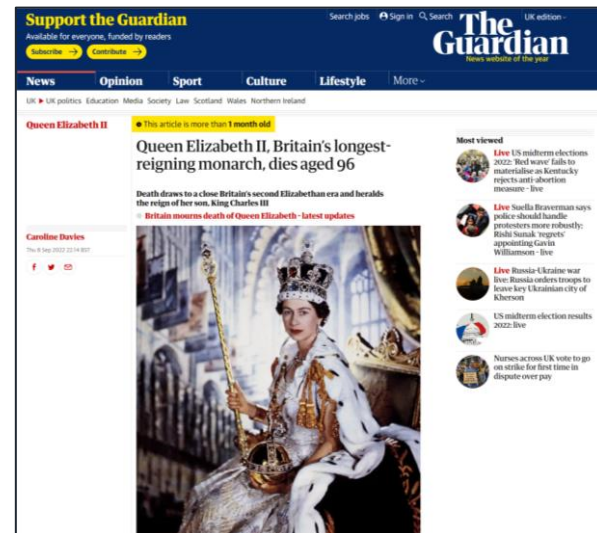 Support the Guardian
Available for everyone, funded by readers
Subscribe →
Contribute →
Search jobs
Sign in
Search
UK edition
The
Guardian
News website of the year
News
Opinion
Sport
Culture
Lifestyle
More
UK
UK politics
Education
Media
Society
Law
Scotland
Wales
Northern Ireland
Queen Elizabeth II
This article is more than 1 month old
Queen Elizabeth II, Britain's longest-
reigning monarch, dies aged 96
Death draws to a close Britain's second Elizabethan era and heralds
the reign of her son, King Charles III
Britain mourns death of Queen Elizabeth – latest updates
Caroline Davies
Thu 8 Sep 2022 22.14 BST
Most viewed
Live US midterm elections
2022: 'Red wave' fails to
materialise as Kentucky
rejects anti-abortion
measure – live
Live Suella Braverman says
police should handle
protesters more robustly;
Rishi Sunak 'regrets'
appointing Gavin
Williamson – live
Live Russia-Ukraine war
live: Russia orders troops to
leave key Ukrainian city of
Kherson
US midterm election results
2022: live
Nurses across UK vote to go
on strike for first time in
dispute over pay